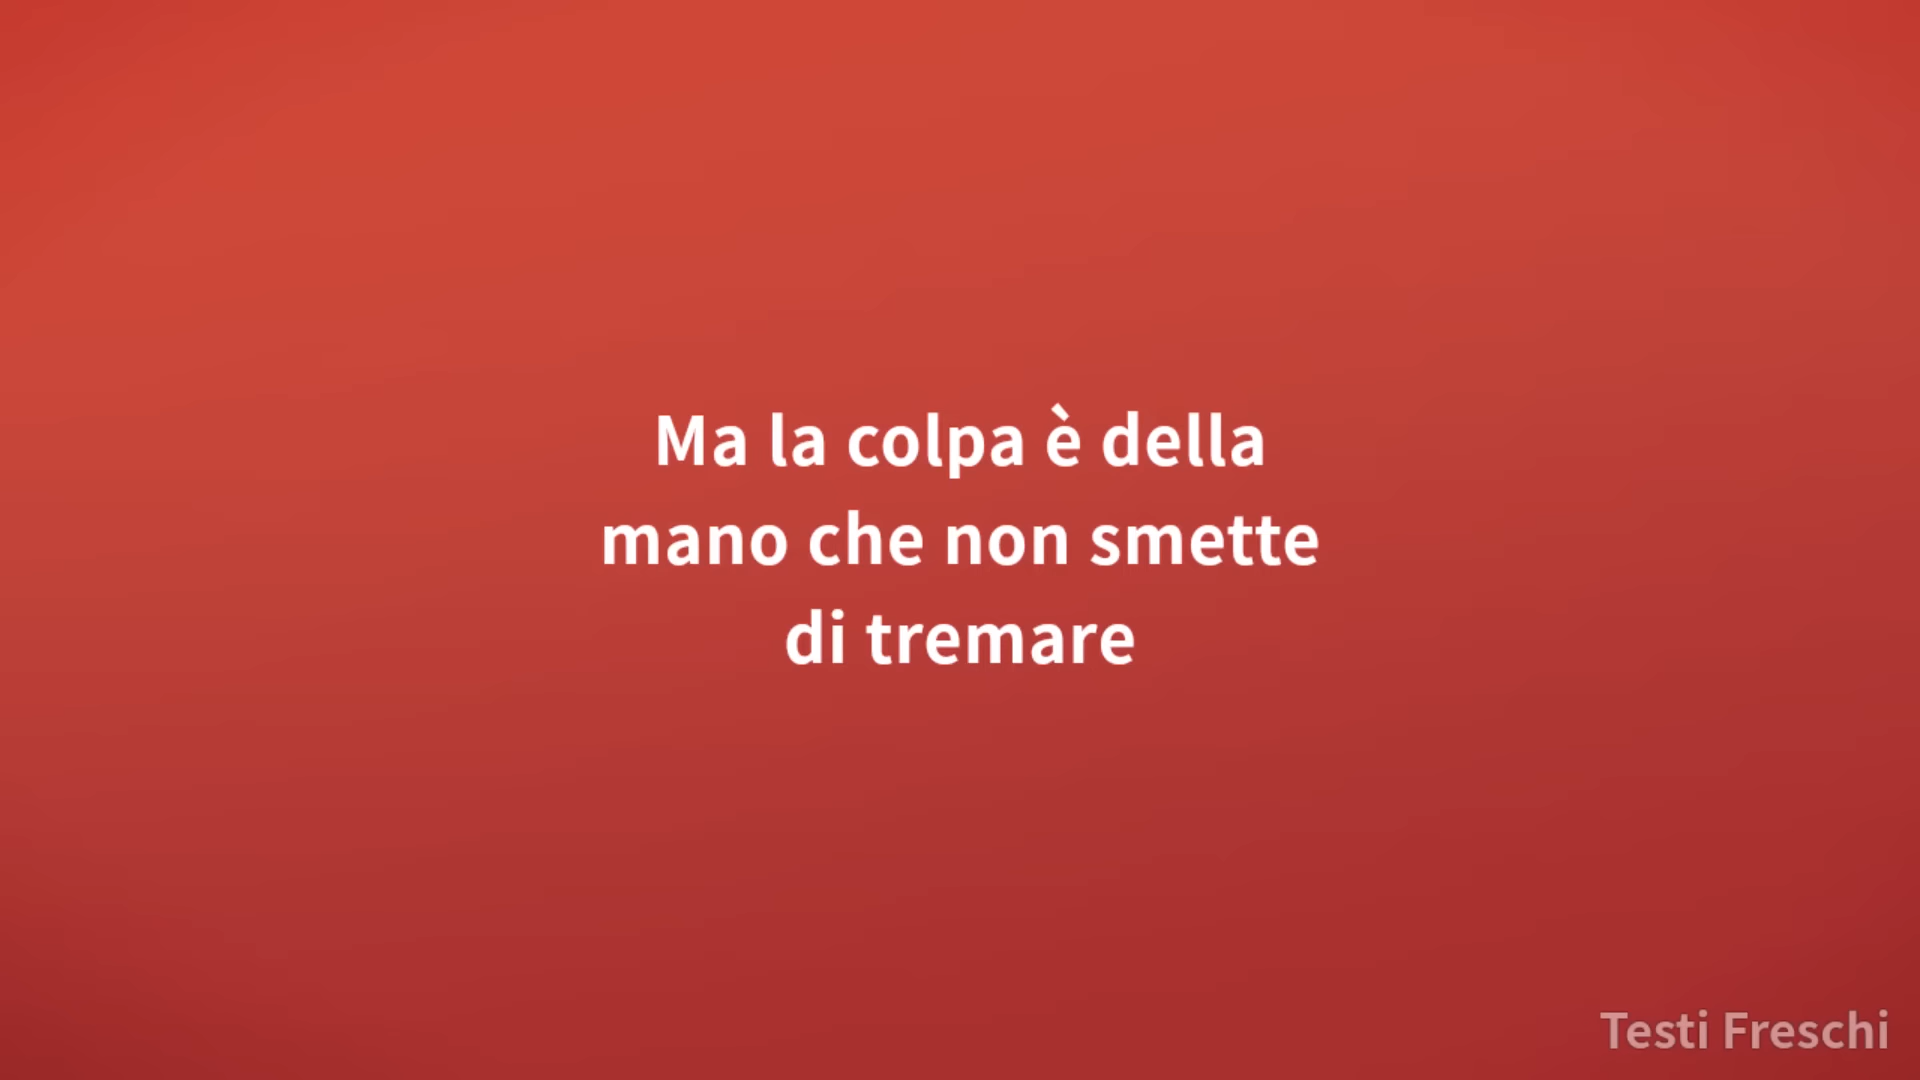 Ma la colpa è della
mano che non smette
di tremare
Testi Freschi